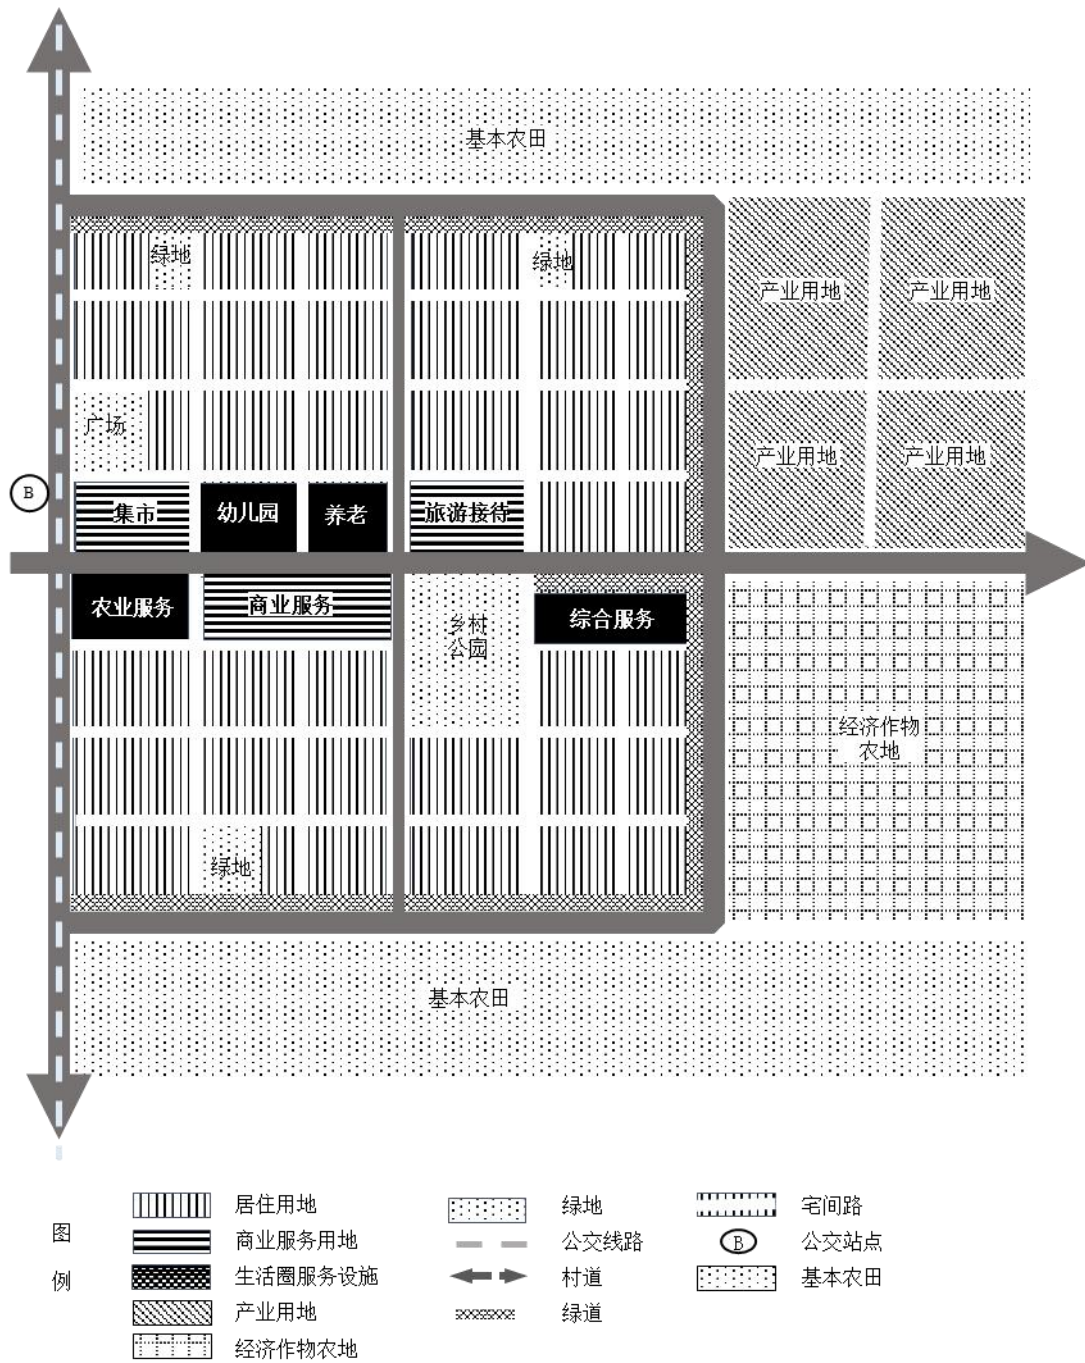 基本农田
绿地
绿地
产业用地
产业用地
广场
产业用地
产业用地
B
集市
幼儿园
养老
旅游接待
农业服务
商业服务
乡村
公园
综合服务
经济作物
农地
绿地
基本农田
图
例
居住用地
商业服务用地
生活圈服务设施
产业用地
经济作物农地
绿地
公交线路
村道
绿道
宅间路
B
公交站点
基本农田